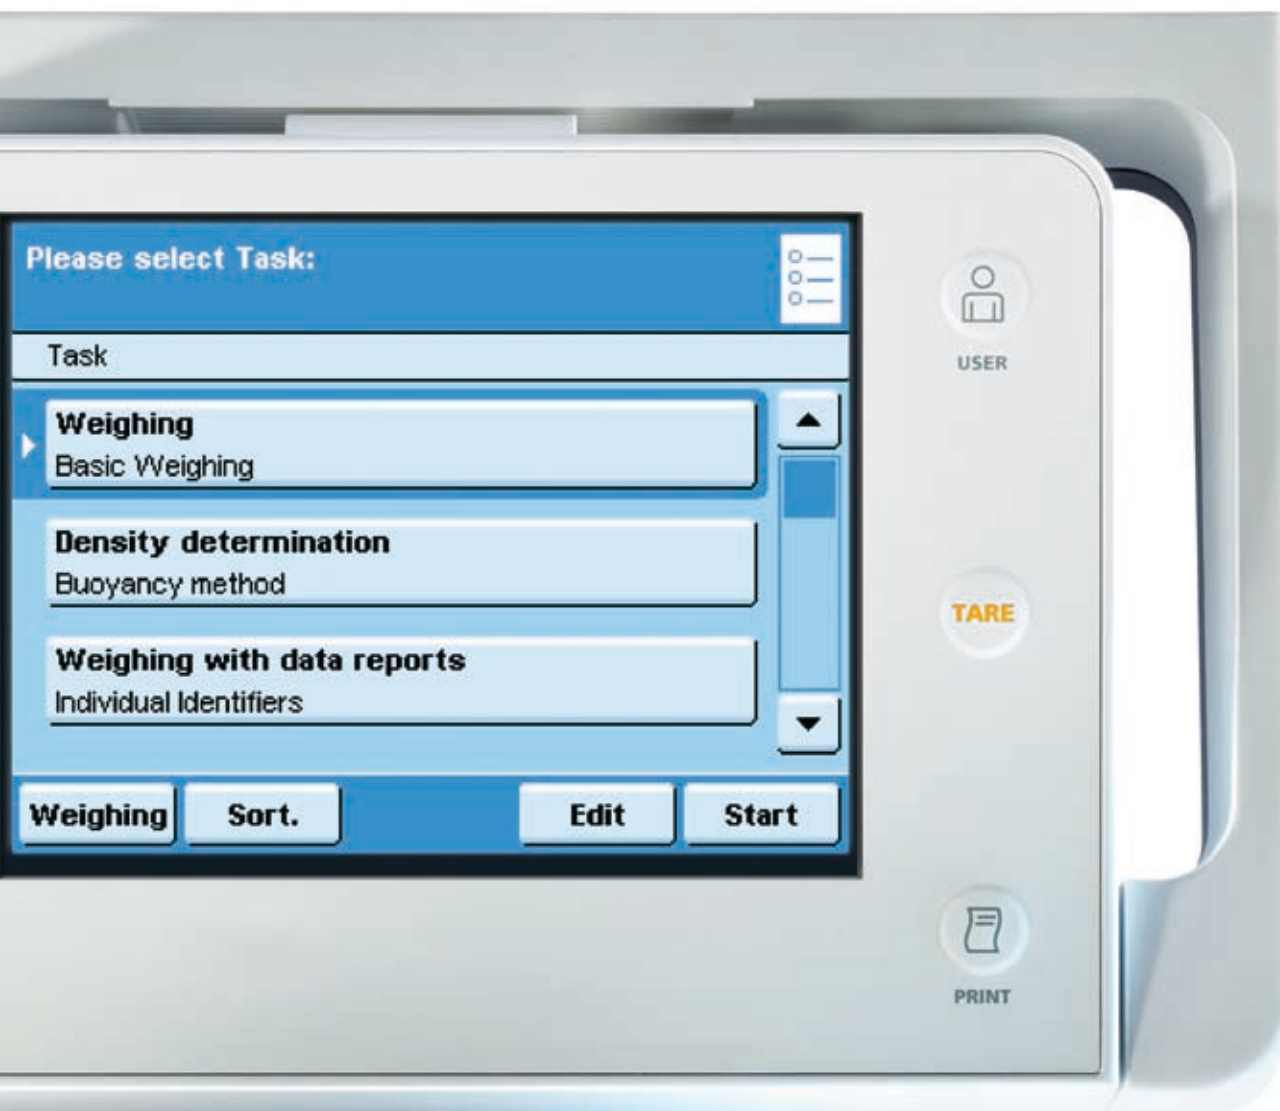 Please select Task:
Task
Weighing
Basic Weighing
Density determination
Buoyancy method
Weighing with data reports
Individual Identifiers
Weighing
Sort.
Edit
Start
USER
TARE
PRINT